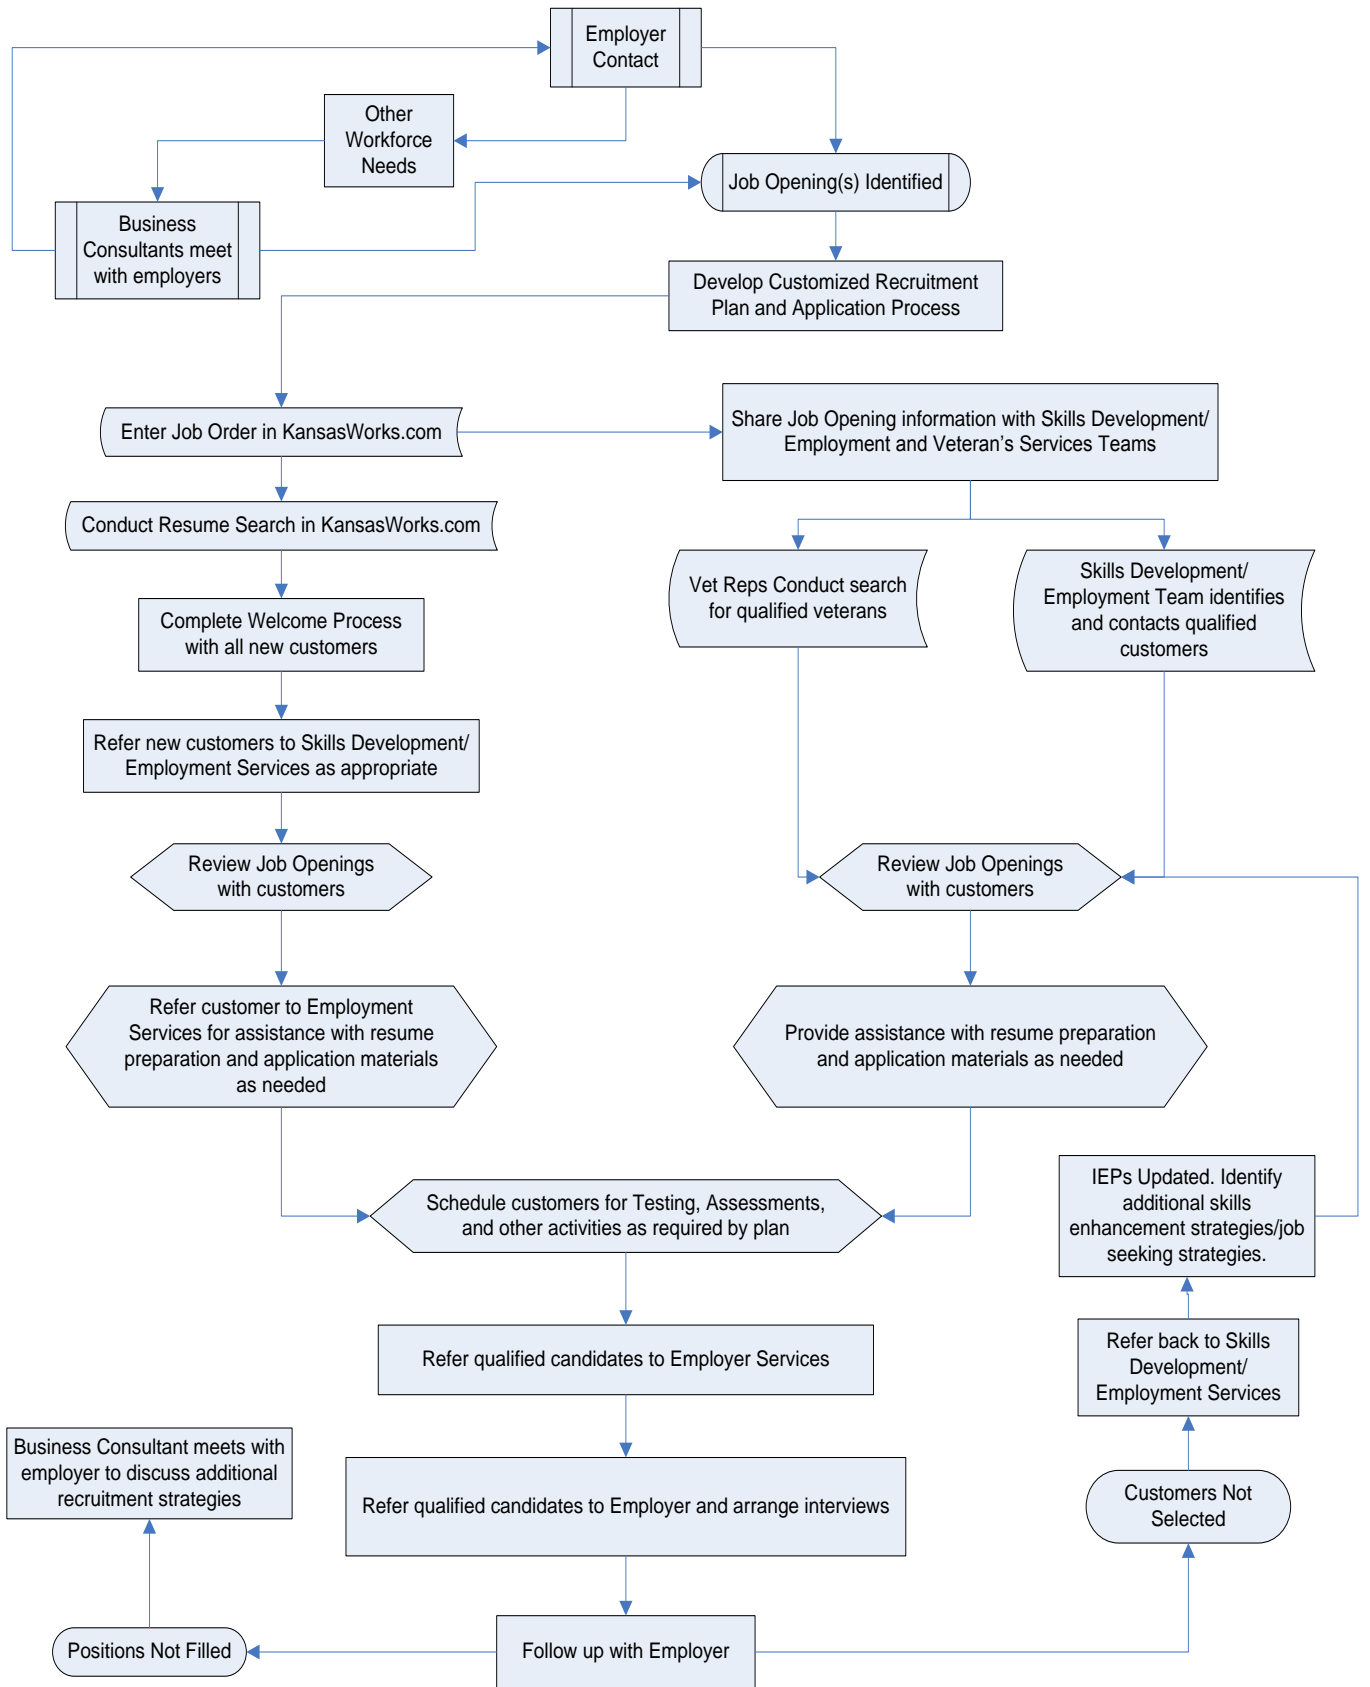 Employer
Contact
Other
Workforce
Needs
Job Opening(s) Identified
Business
Consultants meet
with employers
Develop Customized Recruitment
Plan and Application Process
Enter Job Order in KansasWorks.com
Share Job Opening information with Skills Development/
Employment and Veteran's Services Teams
Conduct Resume Search in KansasWorks.com
Vet Reps Conduct search
for qualified veterans
Skills Development/
Employment Team identifies
and contacts qualified
customers
Complete Welcome Process
with all new customers
Refer new customers to Skills Development/
Employment Services as appropriate
Review Job Openings
with customers
Review Job Openings
with customers
Refer customer to Employment
Services for assistance with resume
preparation and application materials
as needed
Provide assistance with resume preparation
and application materials as needed
Schedule customers for Testing, Assessments,
and other activities as required by plan
IEPs Updated. Identify
additional skills
enhancement strategies/job
seeking strategies.
Refer qualified candidates to Employer Services
Refer back to Skills
Development/
Employment Services
Business Consultant meets with
employer to discuss additional
recruitment strategies
Refer qualified candidates to Employer and arrange interviews
Customers Not
Selected
Positions Not Filled
Follow up with Employer